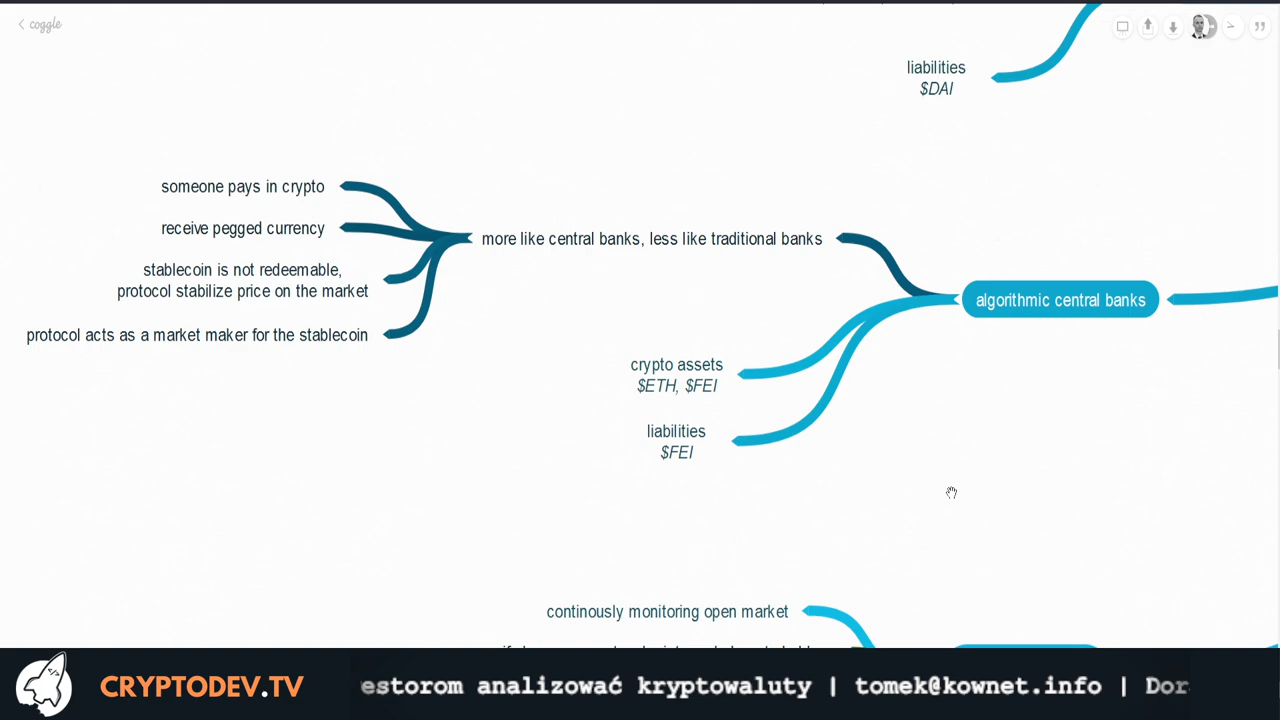 coggle
liabilities
$DAI
someone pays in crypto
receive pegged currency
more like central banks, less like traditional banks
stablecoin is not redeemable,
protocol stabilize price on the market
algorithmic central banks
protocol acts as a market maker for the stablecoin
crypto assets
$ETH, $FEI
liabilities
$FEI
continously monitoring open market
CRYPTODEV.TV
estorom analizować kryptowaluty | tomek@kownet.info | Dor